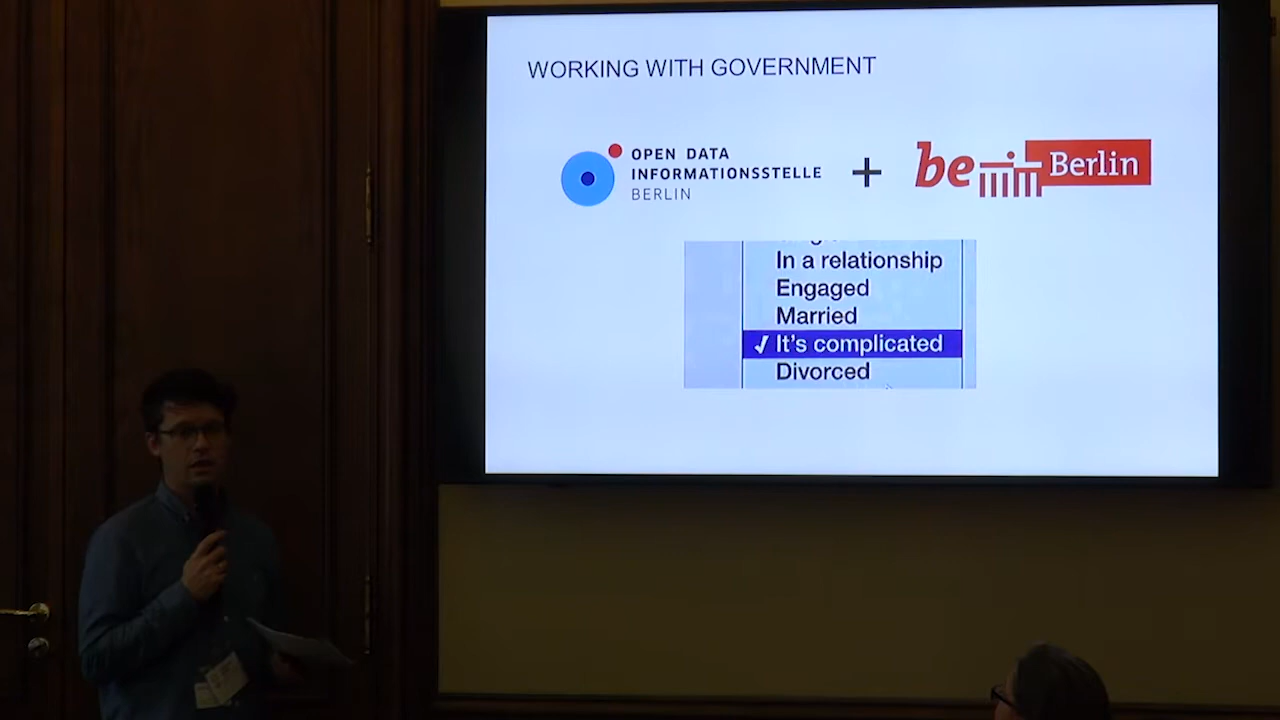 WORKING WITH GOVERNMENT
OPEN DATA
INFORMATIONSSTELLE
BERLIN
+
be Berlin
In a relationship
Engaged
Married
✓ It's complicated
Divorced